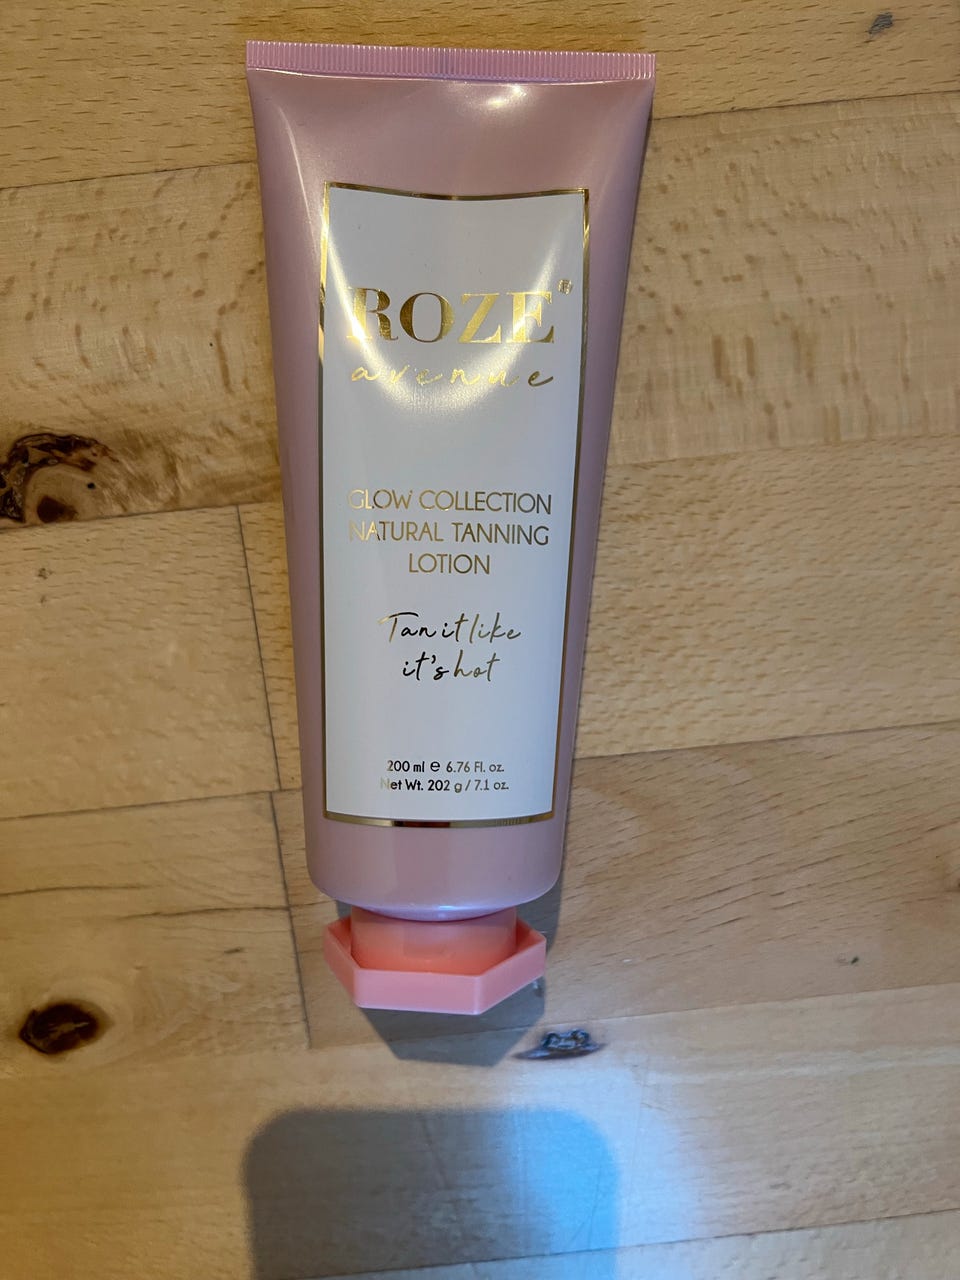 ROZE®
avenue
GLOW COLLECTION
NATURAL TANNING
LOTION
Tan it like
it's hot
200 ml ℮ 6.76 Fl. oz.
Net Wt. 202 g / 7.1 oz.